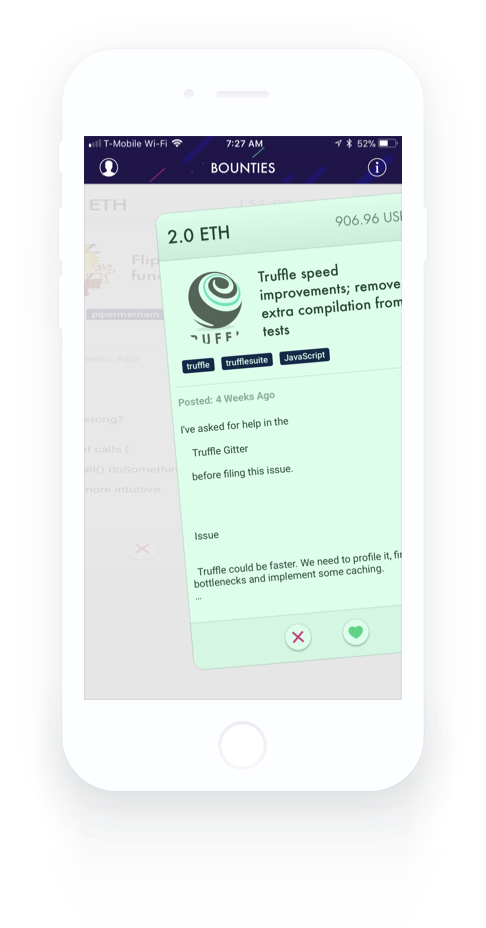 T-Mobile Wi-Fi 7:27 AM 52%
BOUNTIES
ETH
2.0 ETH 906.96 US
Truffle speed
improvements; remove
extra compilation from
tests
truffle trufflesuite JavaScript
Posted: 4 Weeks Ago
I've asked for help in the
Truffle Gitter
before filing this issue.
Issue
Truffle could be faster. We need to profile it, fi
bottlenecks and implement some caching.
...
Flip
fun
pipermerriam
eeks Ago
wrong?
of calls (
all().doSomethin
more intuitive.